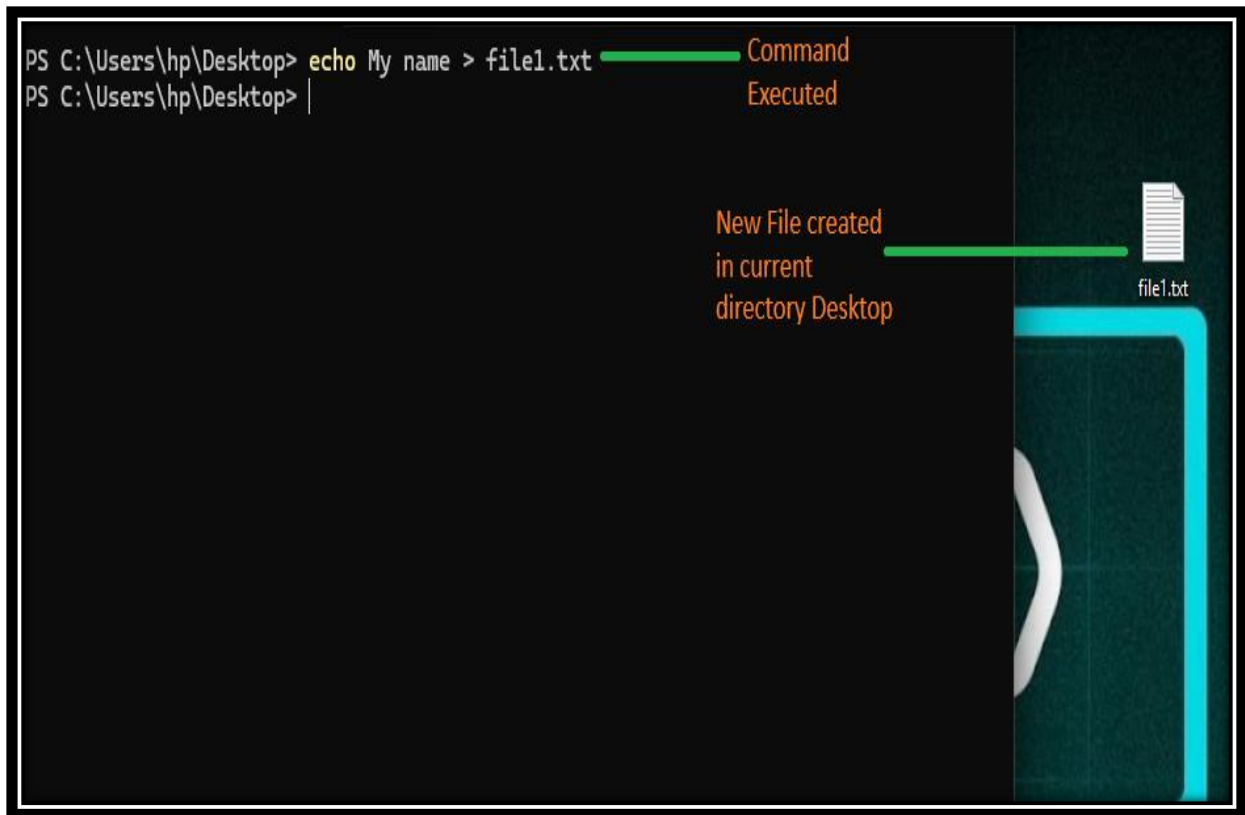 PS C:\Users\hp\Desktop> echo My name > file1.txt
PS C:\Users\hp\Desktop>
Command
Executed
New File created
in current
directory Desktop
file1.txt